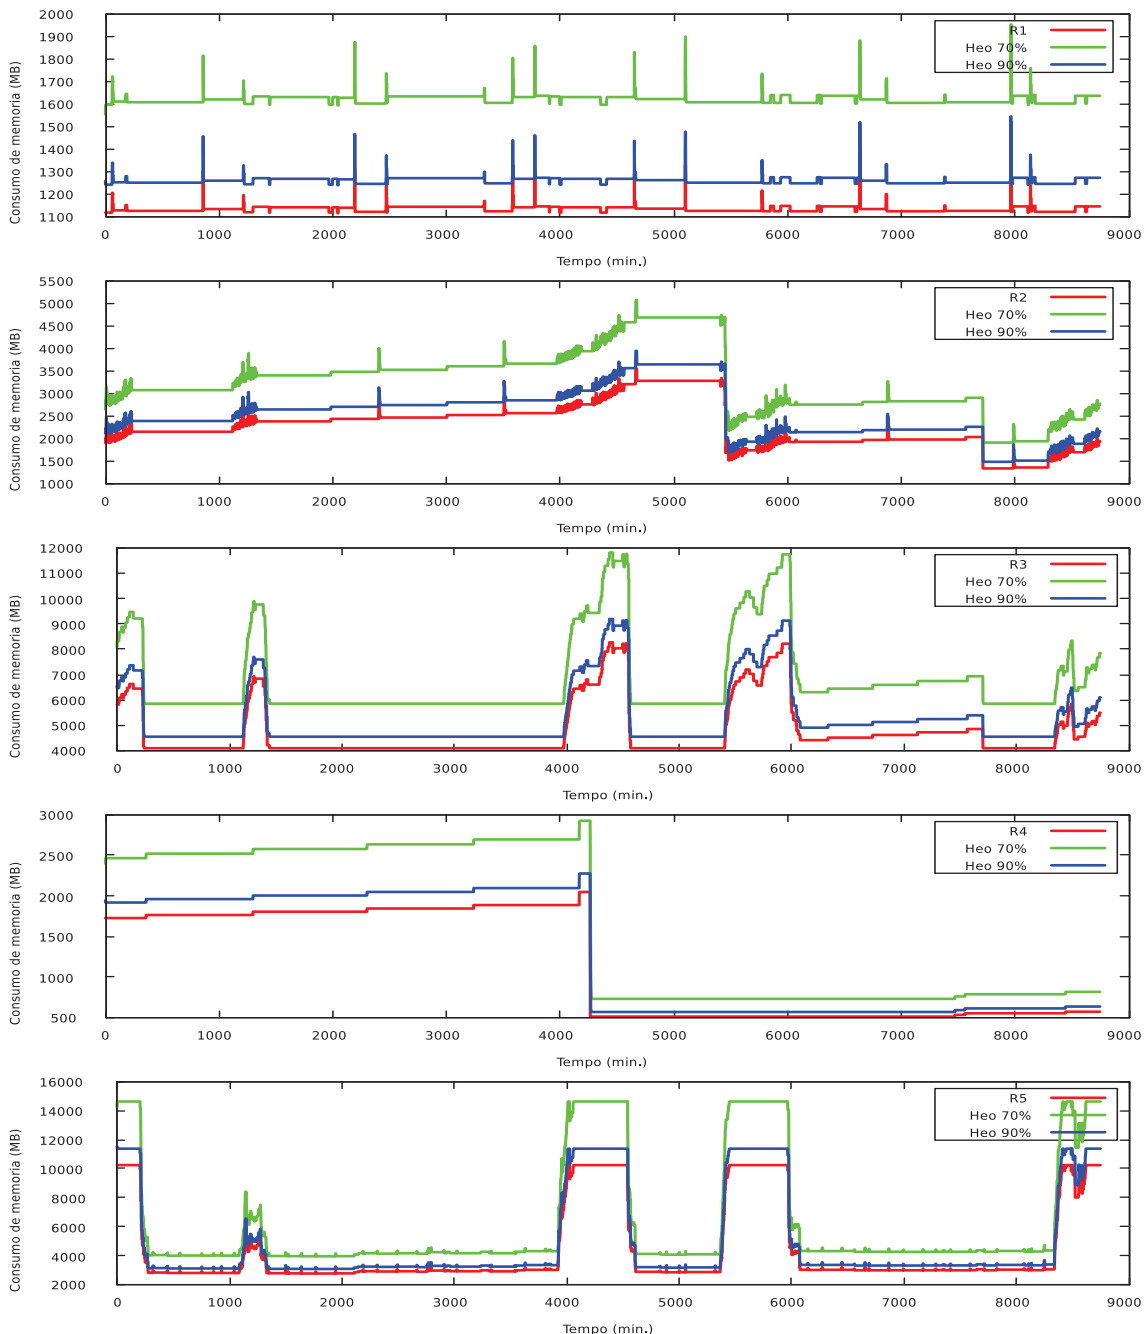 2000
1900
1800
1700
1600
1500
1400
1300
1200
1100
Consumo de memoria (MB)
R1
Heo 70%
Heo 90%
0 1000 2000 3000 4000 5000 6000 7000 8000 9000
Tempo (min.)
5500
5000
4500
4000
3500
3000
2500
2000
1500
1000
Consumo de memoria (MB)
R2
Heo 70%
Heo 90%
0 1000 2000 3000 4000 5000 6000 7000 8000 9000
Tempo (min.)
12000
11000
10000
9000
8000
7000
6000
5000
4000
Consumo de memoria (MB)
R3
Heo 70%
Heo 90%
0 1000 2000 3000 4000 5000 6000 7000 8000 9000
Tempo (min.)
3000
2500
2000
1500
1000
500
Consumo de memoria (MB)
R4
Heo 70%
Heo 90%
0 1000 2000 3000 4000 5000 6000 7000 8000 9000
Tempo (min.)
16000
14000
12000
10000
8000
6000
4000
2000
Consumo de memoria (MB)
R5
Heo 70%
Heo 90%
0 1000 2000 3000 4000 5000 6000 7000 8000 9000
Tempo (min.)